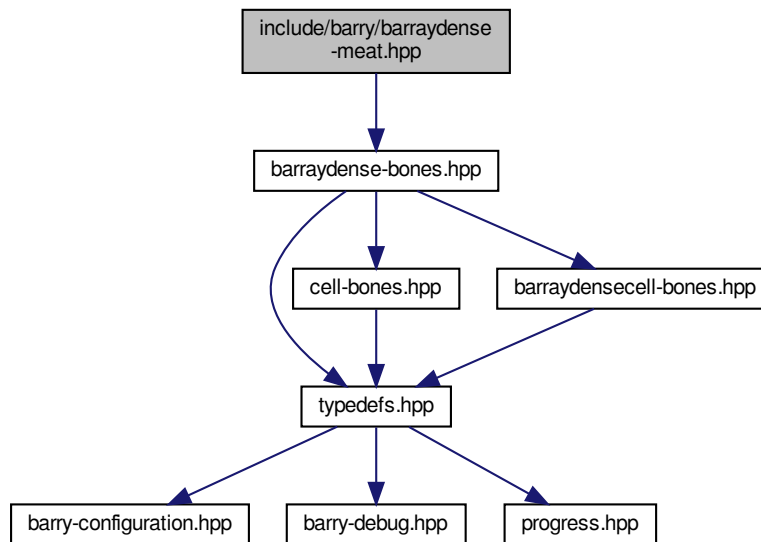 include/barry/barraydense
-meat.hpp
barraydense-bones.hpp
cell-bones.hpp
barraydensecell-bones.hpp
typedefs.hpp
barry-configuration.hpp
barry-debug.hpp
progress.hpp